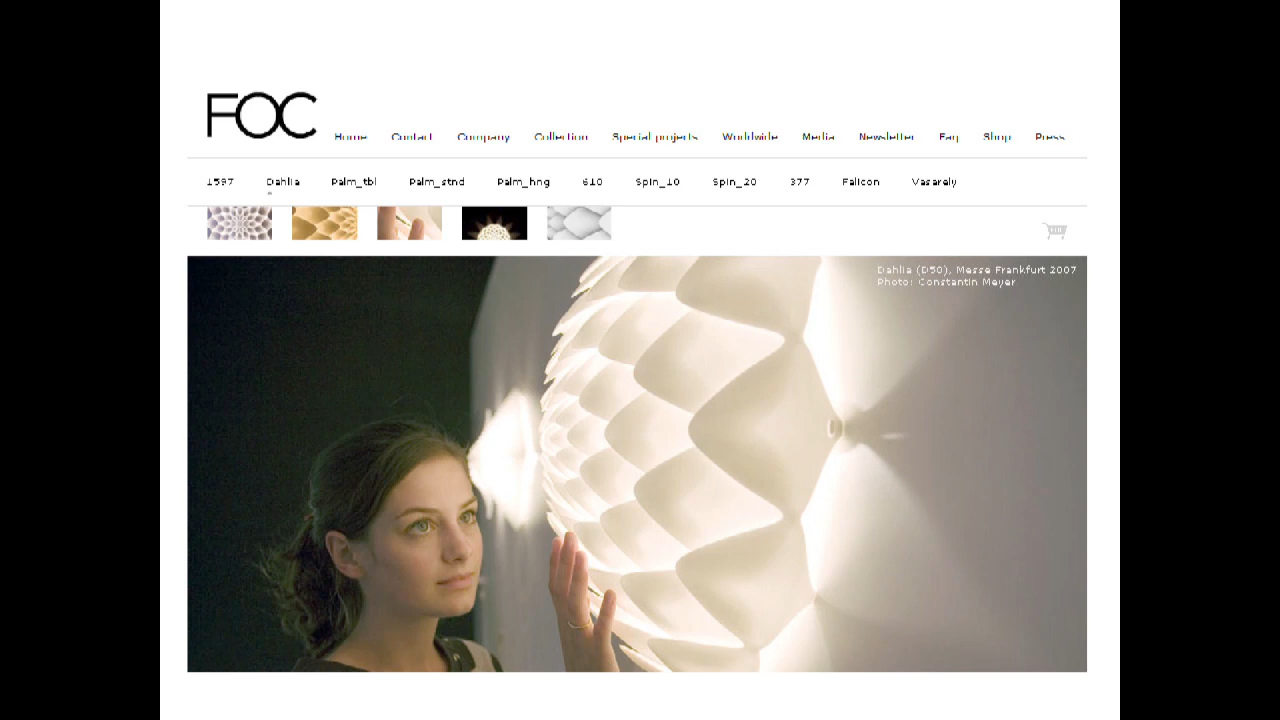 FOC
Home Contact Company Collection Special projects Worldwide Media Newsletter Faq Shop Press
1597 Dahlia Palm_tbl Palm_stnd Palm_hng 610 Spin_10 Spin_20 377 Falicon Vasarely
Dahlia (D50), Messe Frankfurt 2007
Photo: Constantin Meyer